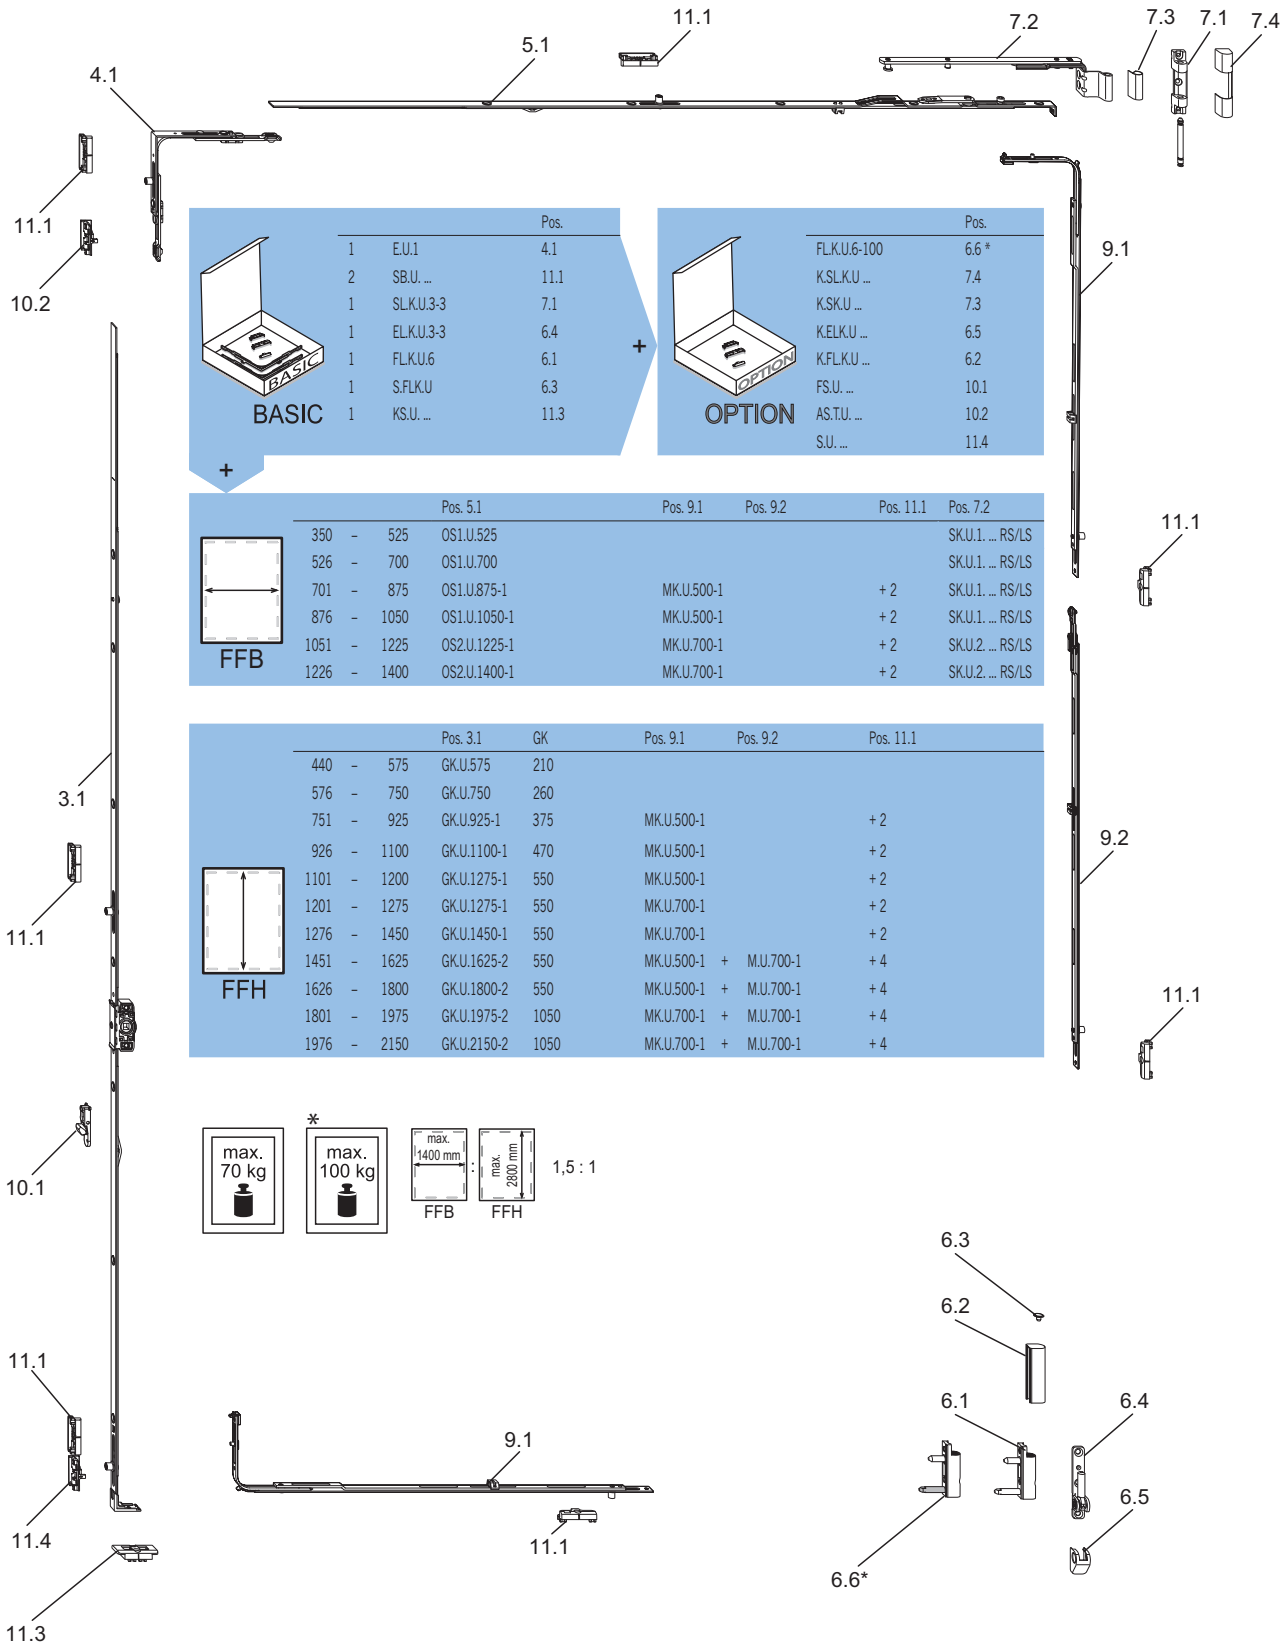 11.1
7.2
7.3
7.1
7.4
5.1
4.1
11.1
10.2
9.1
Pos.
1 E.U.1 4.1
2 SB.U. ... 11.1
1 SL.K.U.3-3 7.1
1 EL.K.U.3-3 6.4
1 FL.K.U.6 6.1
1 S.FL.K.U 6.3
1 KS.U. ... 11.3
BASIC
BASIC
+
Pos.
FL.K.U.6-100 6.6 *
K.SL.K.U ... 7.4
K.SK.U ... 7.3
K.EL.K.U ... 6.5
K.FL.K.U ... 6.2
FS.U. ... 10.1
AS.T.U. ... 10.2
S.U. ... 11.4
OPTION
OPTION
+
Pos. 5.1 Pos. 9.1 Pos. 9.2 Pos. 11.1 Pos. 7.2
350 – 525 OS1.U.525 SK.U.1. ... RS/LS
526 – 700 OS1.U.700 SK.U.1. ... RS/LS
701 – 875 OS1.U.875-1 MK.U.500-1 + 2 SK.U.1. ... RS/LS
876 – 1050 OS1.U.1050-1 MK.U.500-1 + 2 SK.U.1. ... RS/LS
1051 – 1225 OS2.U.1225-1 MK.U.700-1 + 2 SK.U.2. ... RS/LS
1226 – 1400 OS2.U.1400-1 MK.U.700-1 + 2 SK.U.2. ... RS/LS
FFB
11.1
Pos. 3.1 GK Pos. 9.1 Pos. 9.2 Pos. 11.1
440 – 575 GK.U.575 210
576 – 750 GK.U.750 260
751 – 925 GK.U.925-1 375 MK.U.500-1 + 2
926 – 1100 GK.U.1100-1 470 MK.U.500-1 + 2
1101 – 1200 GK.U.1275-1 550 MK.U.500-1 + 2
1201 – 1275 GK.U.1275-1 550 MK.U.700-1 + 2
1276 – 1450 GK.U.1450-1 550 MK.U.700-1 + 2
1451 – 1625 GK.U.1625-2 550 MK.U.500-1 + M.U.700-1 + 4
1626 – 1800 GK.U.1800-2 550 MK.U.500-1 + M.U.700-1 + 4
1801 – 1975 GK.U.1975-2 1050 MK.U.700-1 + M.U.700-1 + 4
1976 – 2150 GK.U.2150-2 1050 MK.U.700-1 + M.U.700-1 + 4
FFH
3.1
11.1
9.2
11.1
10.1
max.
70 kg
*
max.
100 kg
max.
1400 mm
FFB
:
max.
2800 mm
FFH
1,5 : 1
6.3
6.2
6.1
6.4
6.5
6.6*
11.1
9.1
11.1
11.4
11.3